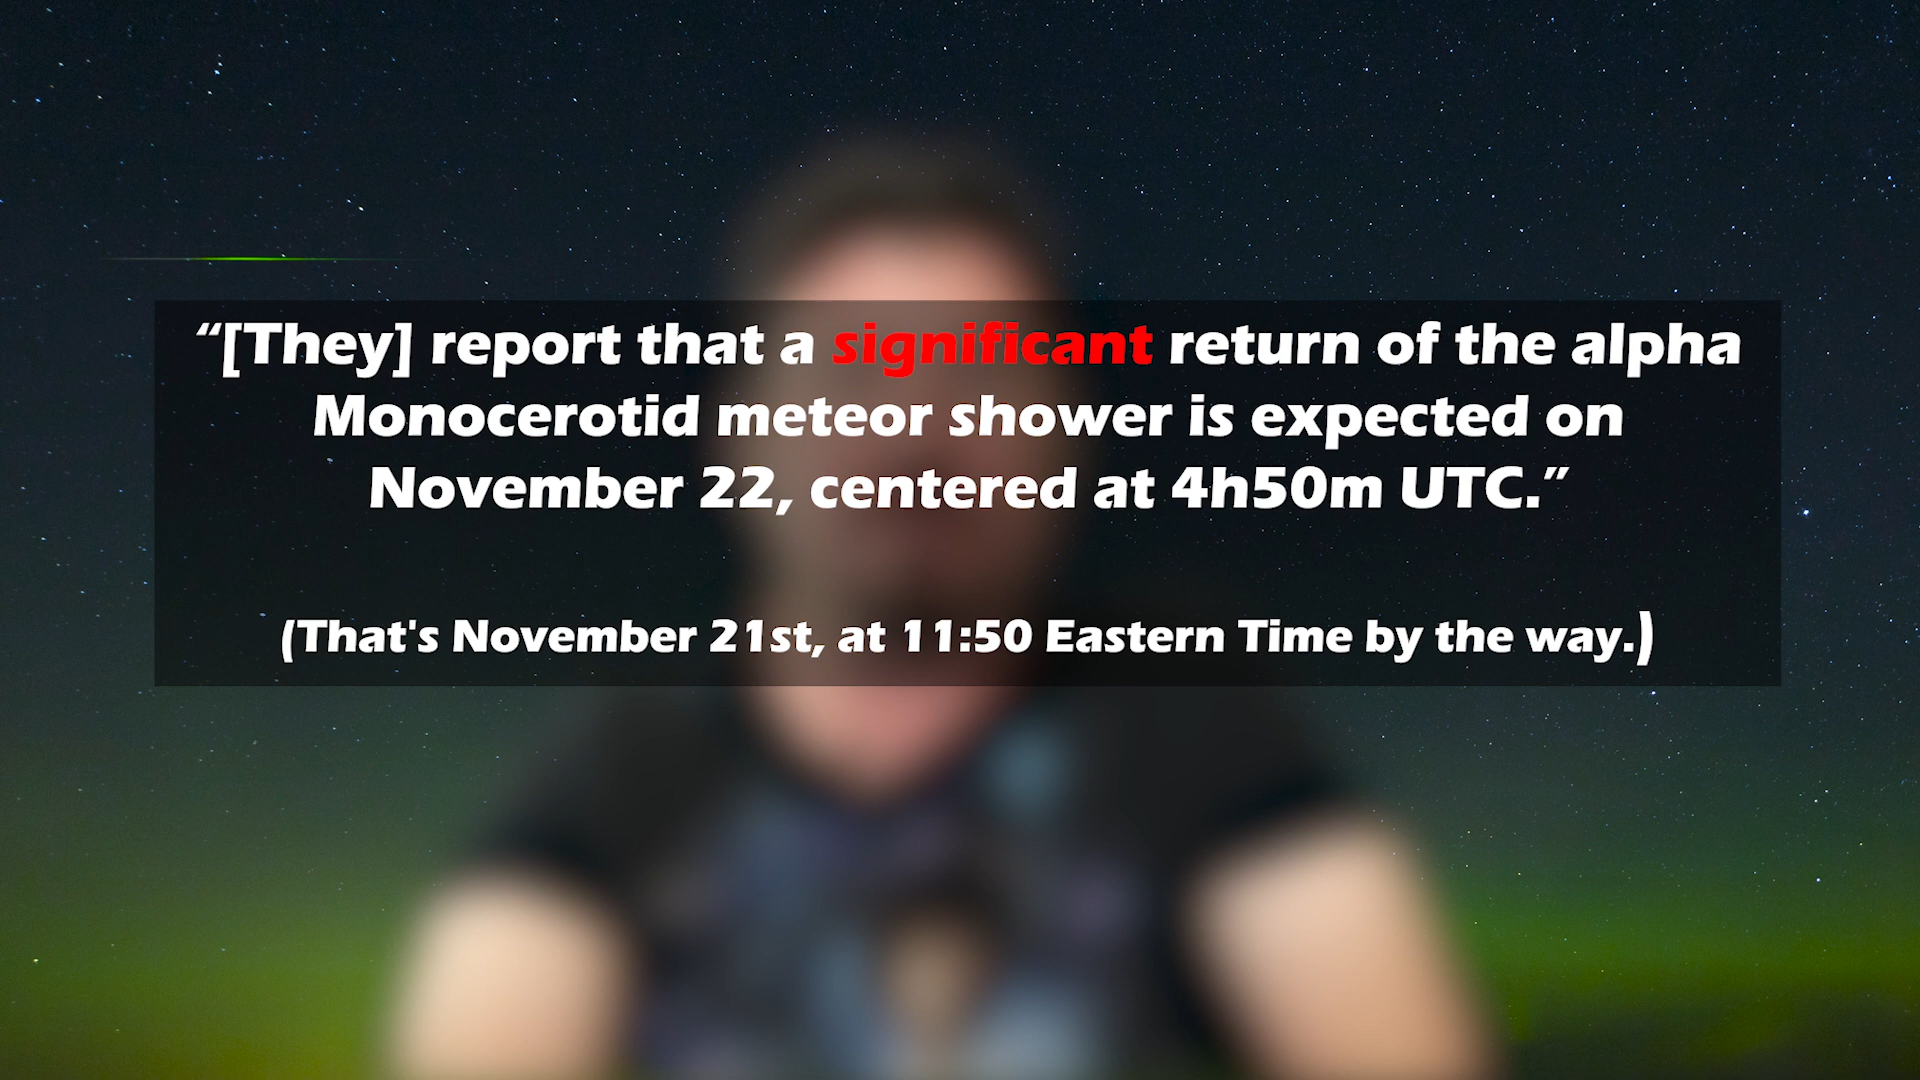 “[They] report that a significant return of the alpha
Monocerotid meteor shower is expected on
November 22, centered at 4h50m UTC.”
(That's November 21st, at 11:50 Eastern Time by the way.)